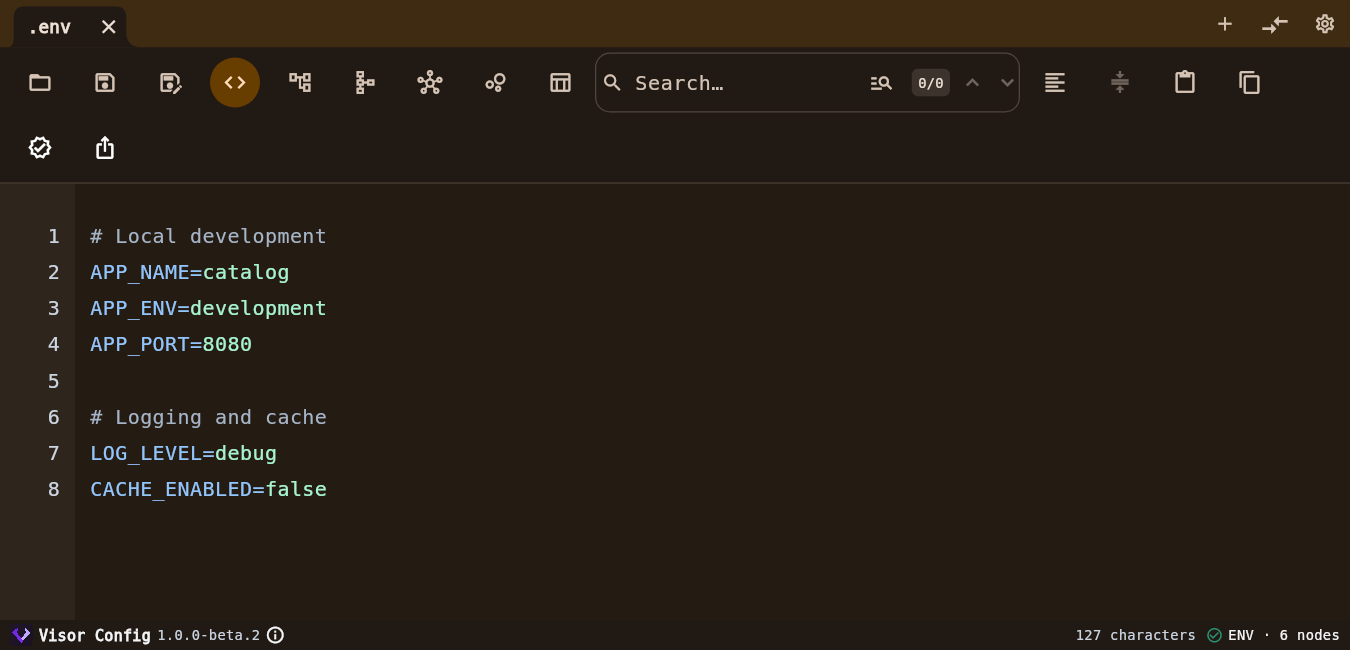 .env
Search… 0/0
1 # Local development
2 APP_NAME=catalog
3 APP_ENV=development
4 APP_PORT=8080
5
6 # Logging and cache
7 LOG_LEVEL=debug
8 CACHE_ENABLED=false
Visor Config 1.0.0-beta.2 127 characters ENV · 6 nodes